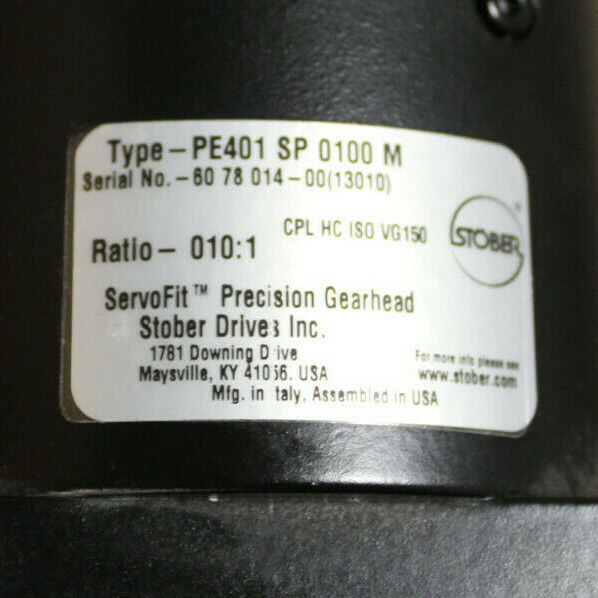 Type - PE401 SP 0100 M
Serial No. - 60 78 014 - 00(13010)
CPL HC ISO VG150
Ratio - 010:1
STOBER
®
ServoFit™ Precision Gearhead
Stober Drives Inc.
1781 Downing Drive
Maysville, KY 41056. USA
Mfg. in Italy. Assembled in USA
For more info please see
www.stober.com